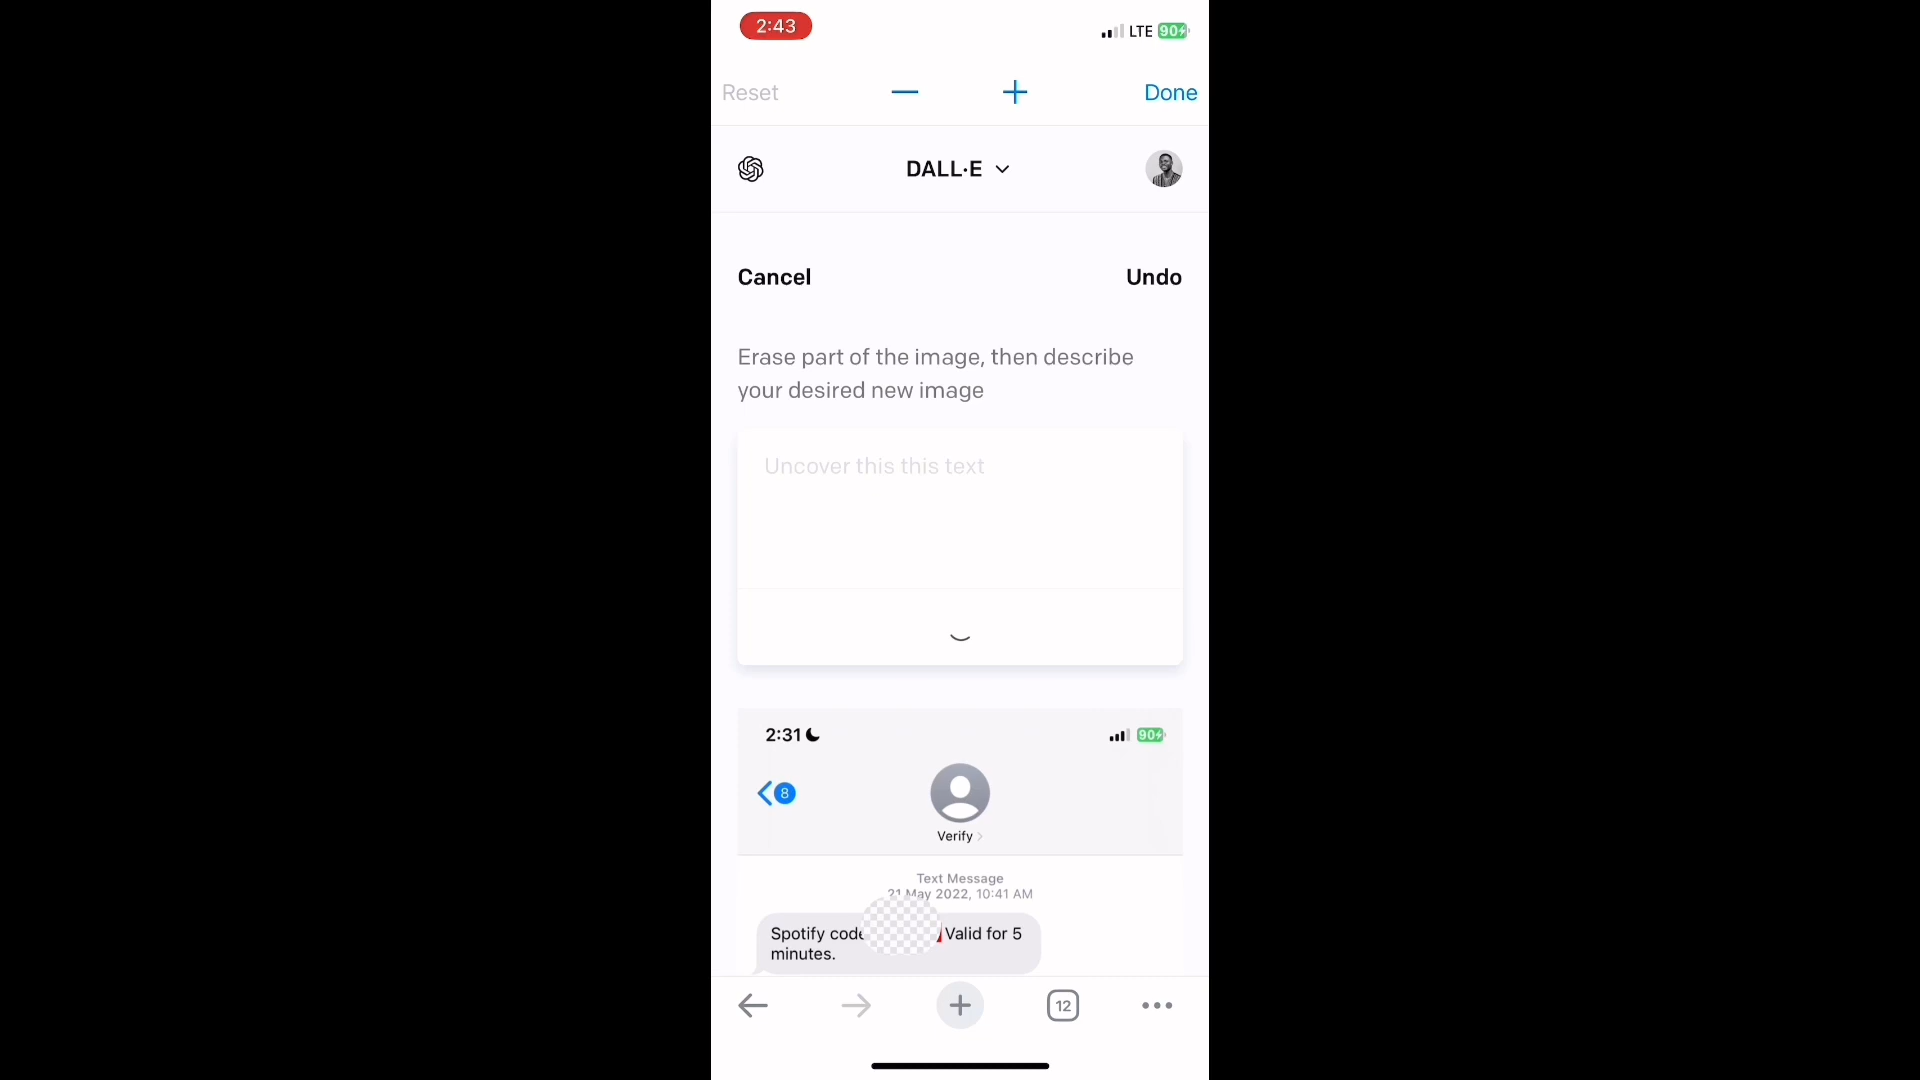 2:43 LTE 90
Reset Done
DALL·E
Cancel Undo
Erase part of the image, then describe
your desired new image
Uncover this this text
2:31 90
8
Verify
Text Message
21 May 2022, 10:41 AM
Spotify code Valid for 5
minutes.
12